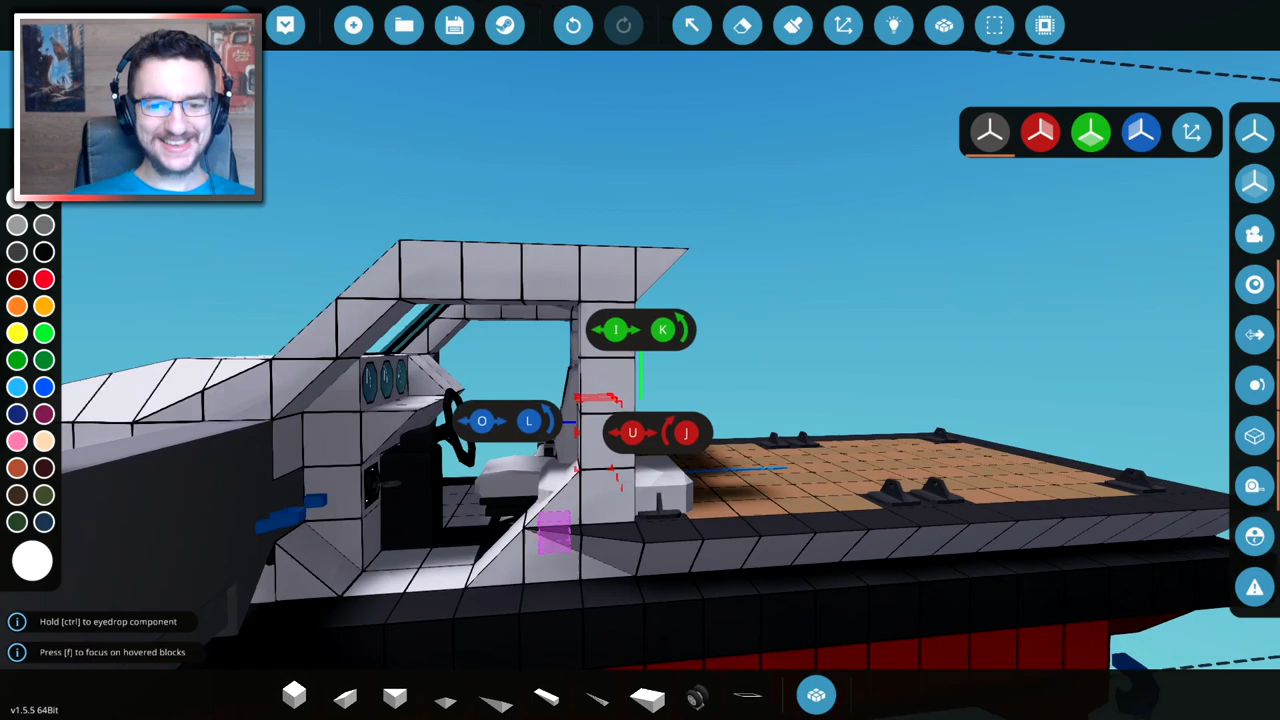 I K
O L
U J
Hold [ctrl] to eyedrop component
Press [f] to focus on hovered blocks
v1.5.5 64Bit